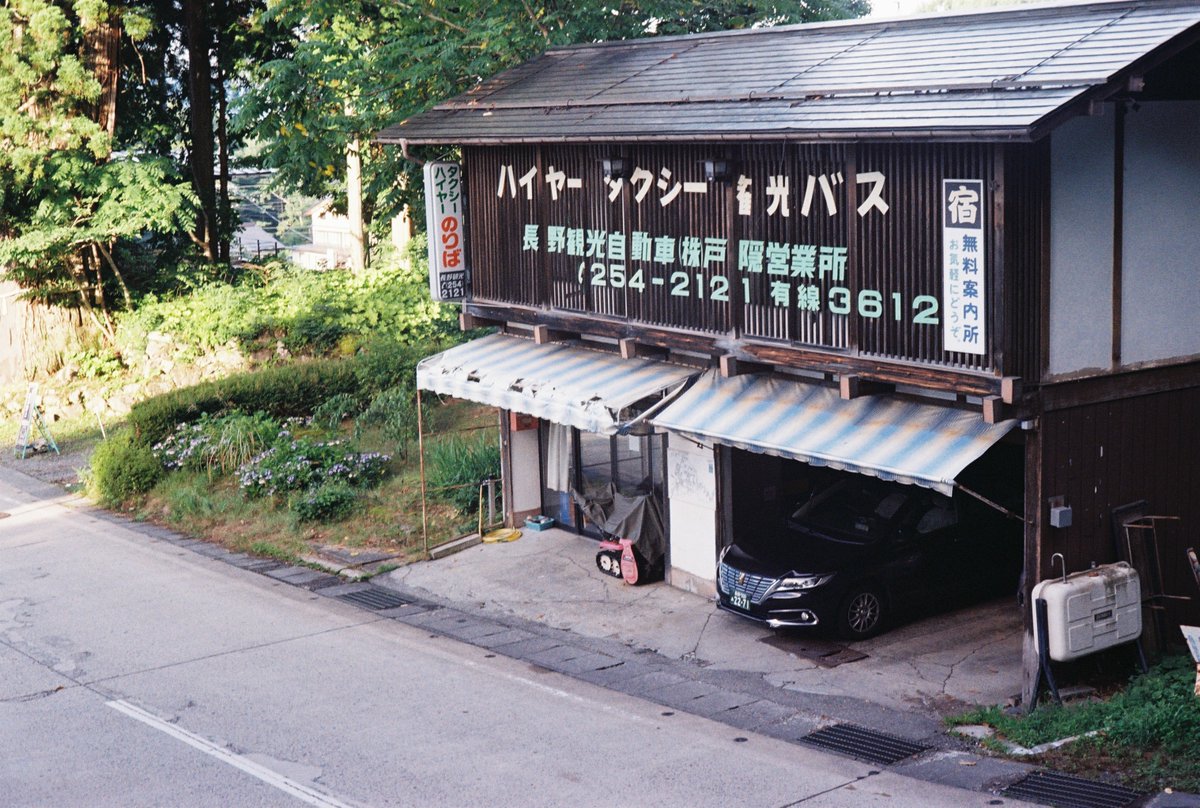 ハイヤー タクシー 観光バス
長野観光自動車(株)戸隠営業所
☎254-2121 有線3612
タクシー
ハイヤー
のりば
長野観光
☎254
2121
宿
無料案内所
お気軽にどうぞ
22-71